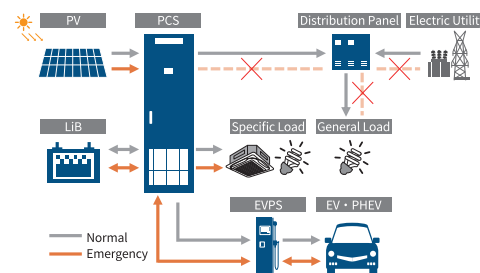 PV
PCS
Distribution Panel
Electric Utilit
LiB
Specific Load
General Load
EVPS
EV・PHEV
Normal
Emergency